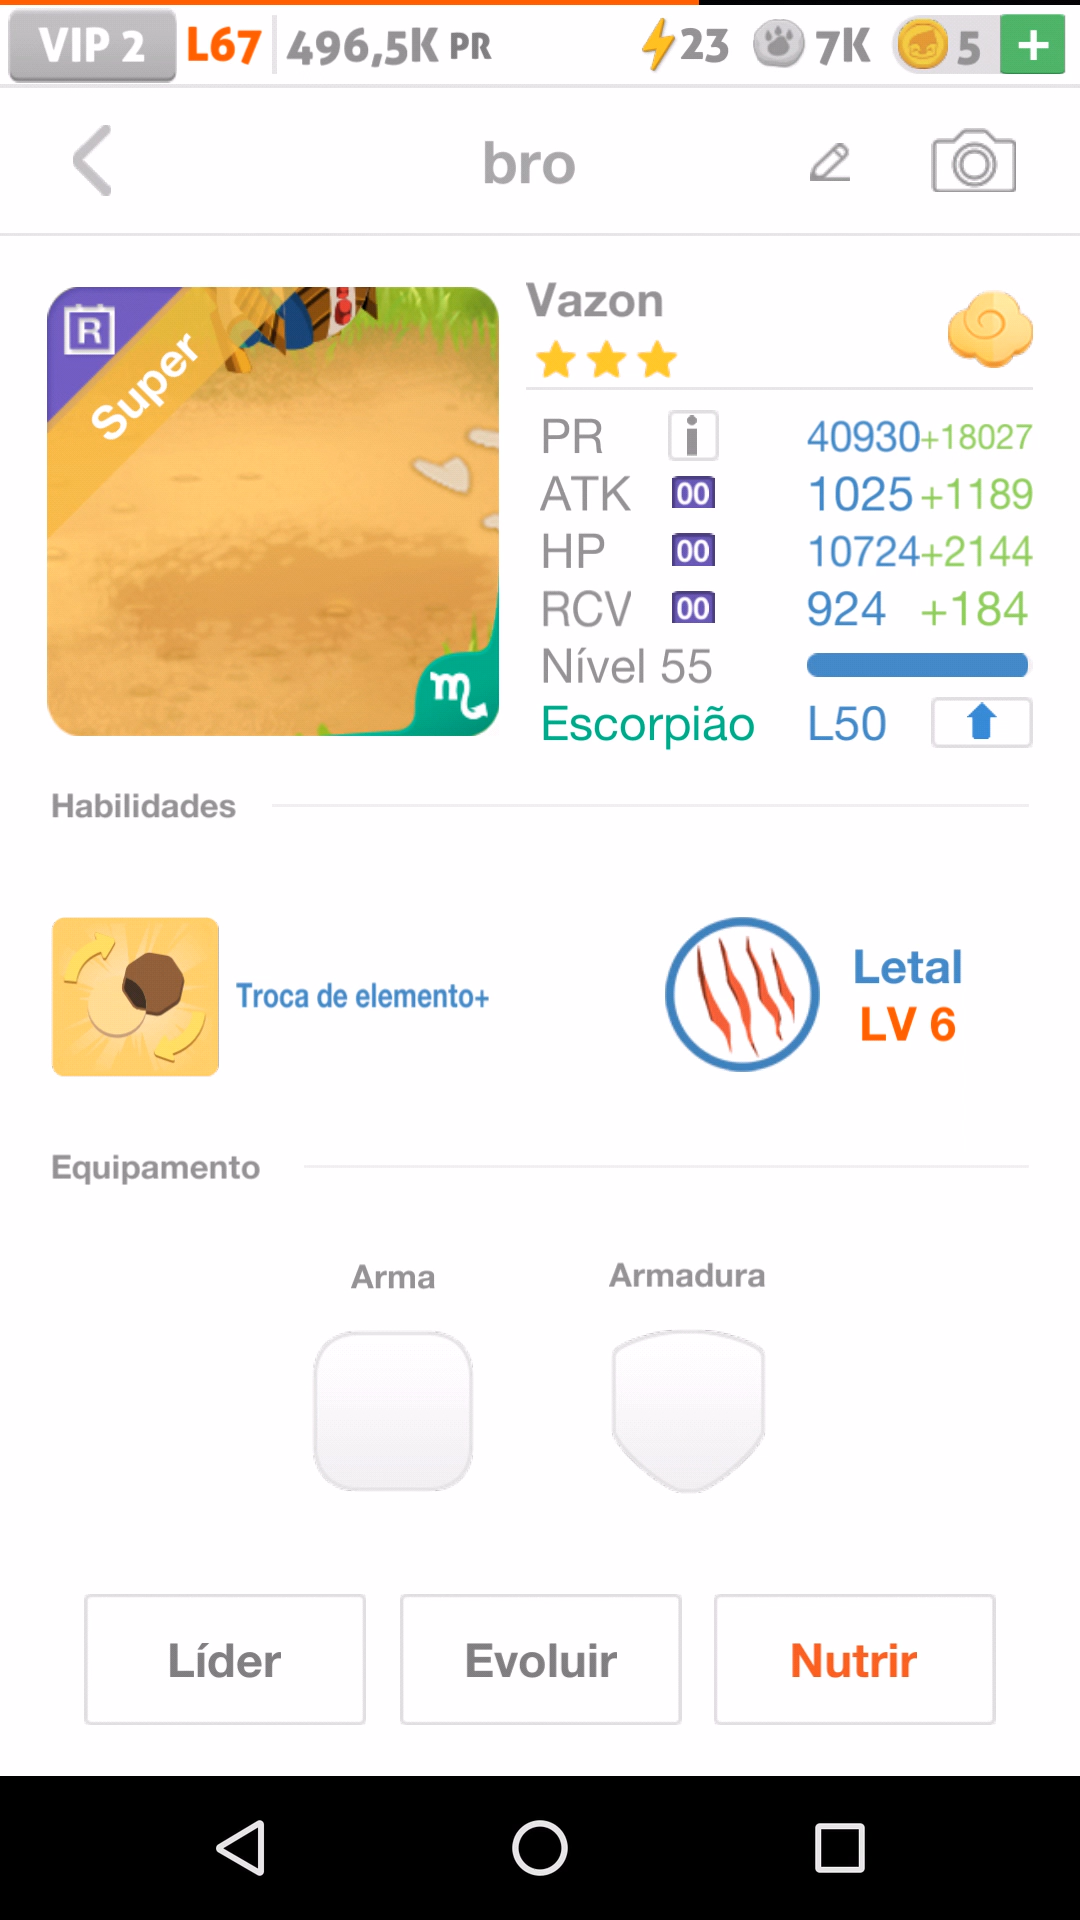 VIP 2 L67 496,5K PR 23 7K 5 +
bro
R
Super
Vazon
PR i 40930+18027
ATK 00 1025+1189
HP 00 10724+2144
RCV 00 924 +184
Nível 55
Escorpião L50
Habilidades
Troca de elemento+
Letal
LV 6
Equipamento
Arma Armadura
Líder Evoluir Nutrir